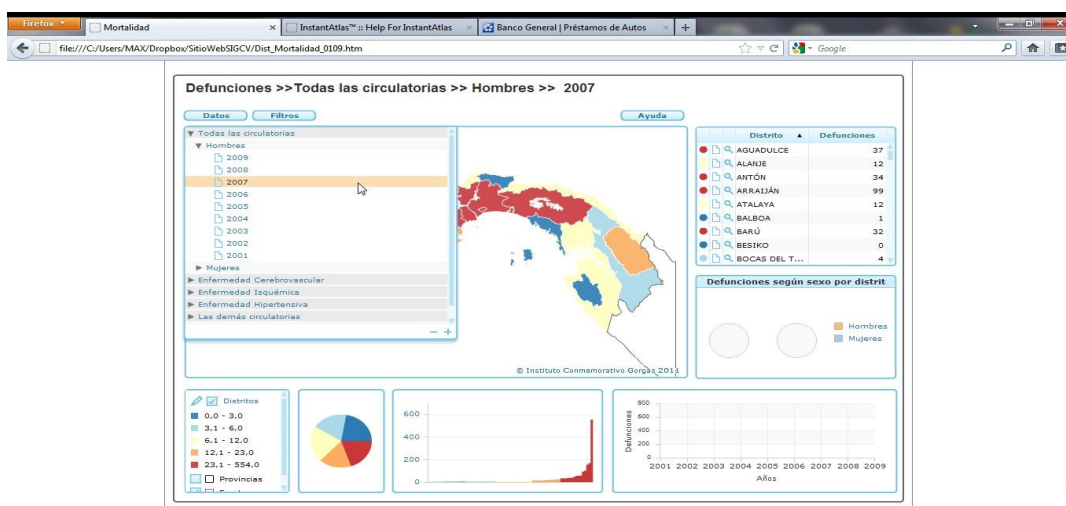 Firefox
Mortalidad
InstantAtlas™ :: Help For InstantAtlas
Banco General | Préstamos de Autos
file:///C:/Users/MAX/Dropbox/SitioWebSIGCV/Dist_Mortalidad_0109.htm
Google
Defunciones >>Todas las circulatorias >> Hombres >> 2007
Datos
Filtros
Ayuda
Todas las circulatorias
Hombres
2009
2008
2007
2006
2005
2004
2003
2002
2001
Mujeres
Enfermedad Cerebrovascular
Enfermedad Isquémica
Enfermedad Hipertensiva
Las demás circulatorias
© Instituto Conmemorativo Gorgas 2011
Distrito Defunciones
AGUADULCE 37
ALANJE 12
ANTÓN 34
ARRAIJÁN 99
ATALAYA 12
BALBOA 1
BARÚ 32
BESIKO 0
BOCAS DEL T... 4
Defunciones según sexo por distrit
Hombres
Mujeres
Distritos
0,0 - 3,0
3,1 - 6,0
6,1 - 12,0
12,1 - 23,0
23,1 - 554,0
Provincias
600
400
200
0
800
600
400
200
0
Defunciones
2001 2002 2003 2004 2005 2006 2007 2008 2009
Años